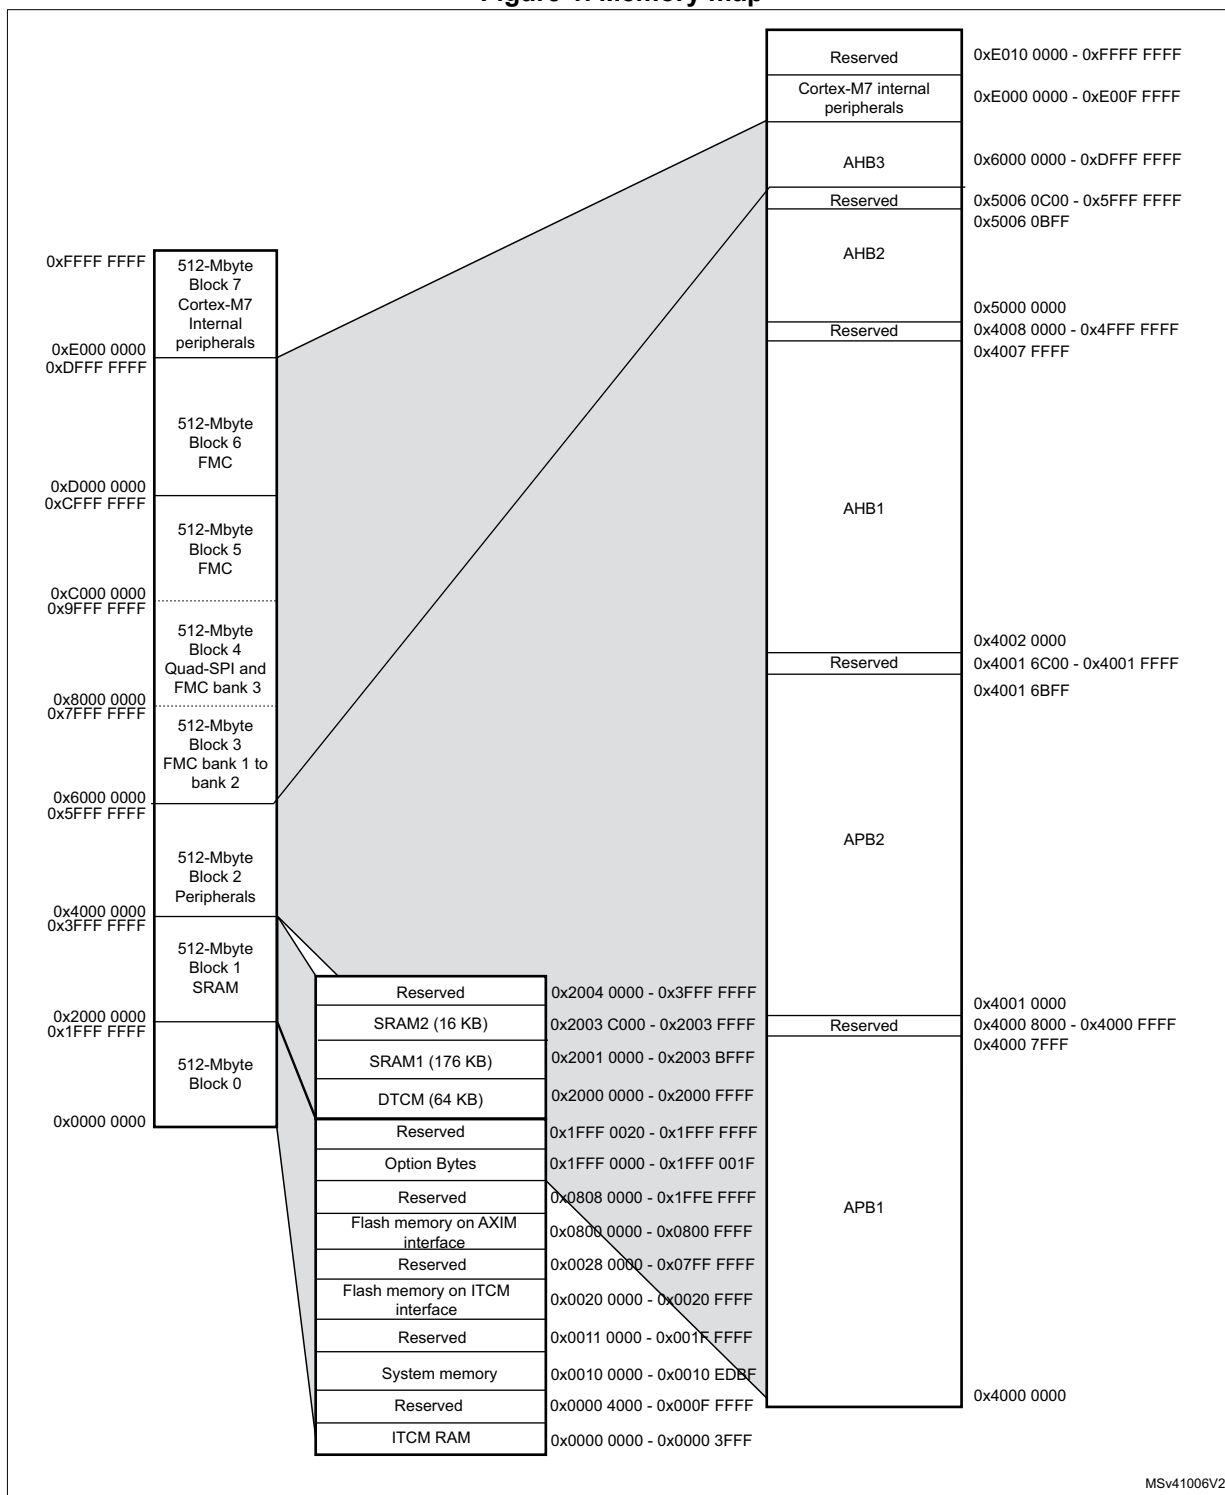 0xFFFF FFFF
512-Mbyte
Block 7
Cortex-M7
Internal
peripherals
0xE000 0000
0xDFFF FFFF
512-Mbyte
Block 6
FMC
0xD000 0000
0xCFFF FFFF
512-Mbyte
Block 5
FMC
0xC000 0000
0x9FFF FFFF
512-Mbyte
Block 4
Quad-SPI and
FMC bank 3
0x8000 0000
0x7FFF FFFF
512-Mbyte
Block 3
FMC bank 1 to
bank 2
0x6000 0000
0x5FFF FFFF
512-Mbyte
Block 2
Peripherals
0x4000 0000
0x3FFF FFFF
512-Mbyte
Block 1
SRAM
0x2000 0000
0x1FFF FFFF
512-Mbyte
Block 0
0x0000 0000
Reserved 0x2004 0000 - 0x3FFF FFFF
SRAM2 (16 KB) 0x2003 C000 - 0x2003 FFFF
SRAM1 (176 KB) 0x2001 0000 - 0x2003 BFFF
DTCM (64 KB) 0x2000 0000 - 0x2000 FFFF
Reserved 0x1FFF 0020 - 0x1FFF FFFF
Option Bytes 0x1FFF 0000 - 0x1FFF 001F
Reserved 0x0808 0000 - 0x1FFE FFFF
Flash memory on AXIM
interface 0x0800 0000 - 0x0800 FFFF
Reserved 0x0028 0000 - 0x07FF FFFF
Flash memory on ITCM
interface 0x0020 0000 - 0x0020 FFFF
Reserved 0x0011 0000 - 0x001F FFFF
System memory 0x0010 0000 - 0x0010 EDBF
Reserved 0x0000 4000 - 0x000F FFFF
ITCM RAM 0x0000 0000 - 0x0000 3FFF
Reserved 0xE010 0000 - 0xFFFF FFFF
Cortex-M7 internal
peripherals 0xE000 0000 - 0xE00F FFFF
AHB3 0x6000 0000 - 0xDFFF FFFF
Reserved 0x5006 0C00 - 0x5FFF FFFF
0x5006 0BFF
AHB2
0x5000 0000
Reserved 0x4008 0000 - 0x4FFF FFFF
0x4007 FFFF
AHB1
0x4002 0000
Reserved 0x4001 6C00 - 0x4001 FFFF
0x4001 6BFF
APB2
0x4001 0000
Reserved 0x4000 8000 - 0x4000 FFFF
0x4000 7FFF
APB1
0x4000 0000
MSv41006V2